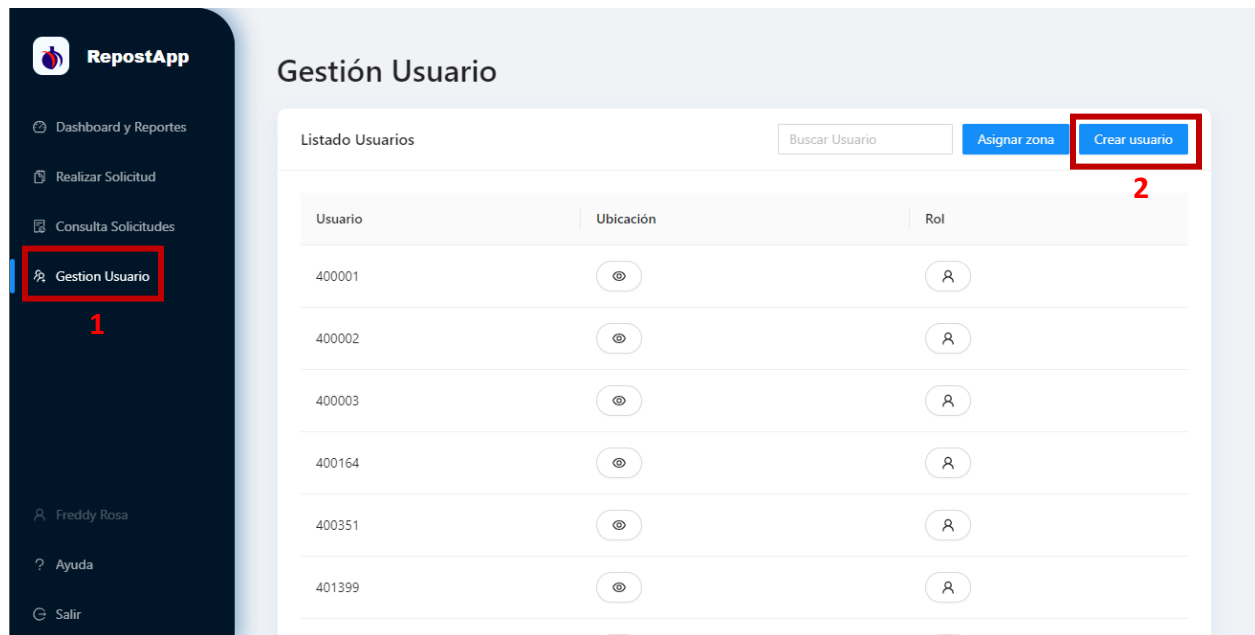 RepostApp
Dashboard y Reportes
Realizar Solicitud
Consulta Solicitudes
Gestion Usuario
1
Freddy Rosa
Ayuda
Salir
Gestión Usuario
Listado Usuarios
Buscar Usuario
Asignar zona
Crear usuario
2
Usuario Ubicación Rol
400001
400002
400003
400164
400351
401399